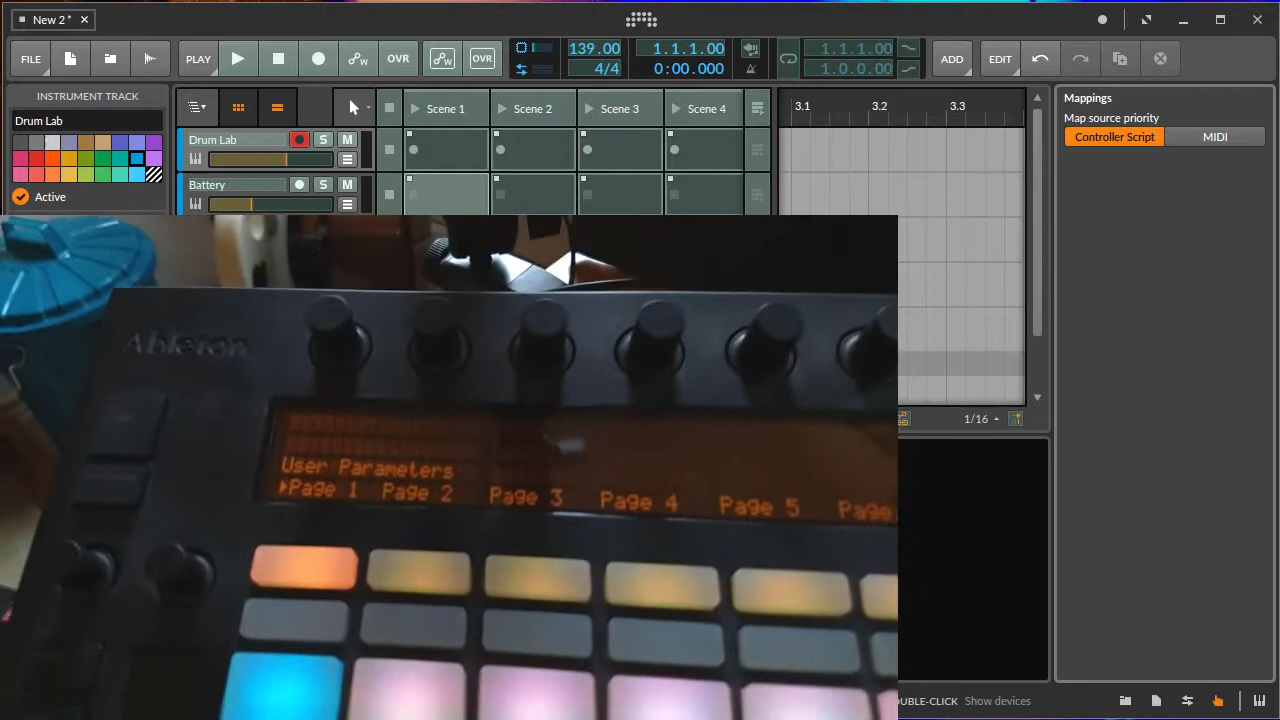 New 2*
FILE
PLAY
OVR
OVR
139.00
4/4
1.1.1.00
0:00.000
1.1.1.00
1.0.0.00
ADD
EDIT
INSTRUMENT TRACK
Drum Lab
Active
Scene 1
Scene 2
Scene 3
Scene 4
Drum Lab
S
M
Battery
S
M
3.1
3.2
3.3
1/16
Mappings
Map source priority
Controller Script
MIDI
Ableton
User Parameters
Page 1 Page 2 Page 3 Page 4 Page 5 Page
OUBLE-CLICK Show devices